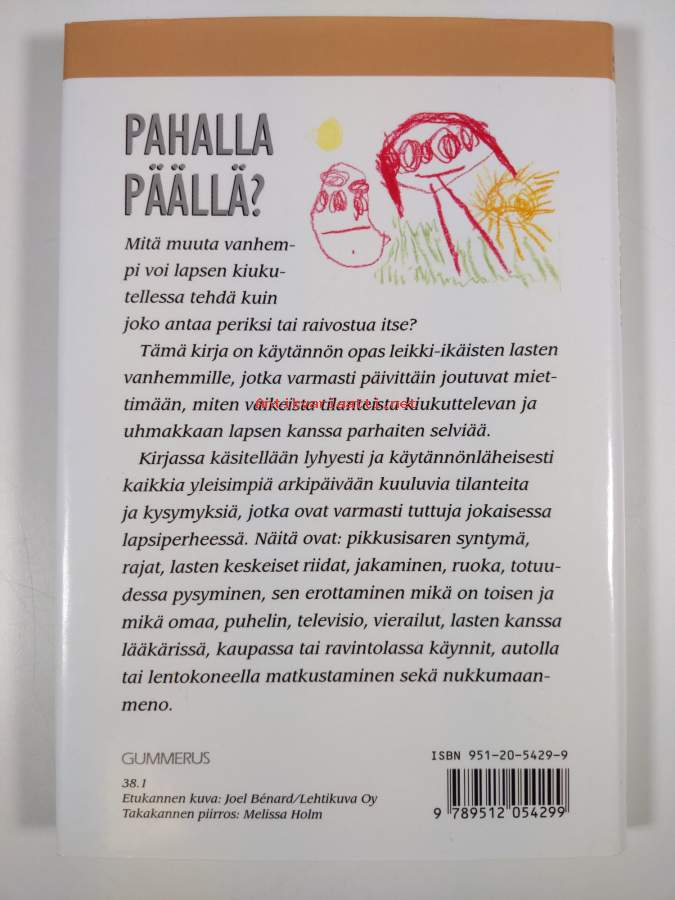 PAHALLA
PÄÄLLÄ?
Mitä muuta vanhem-
pi voi lapsen kiuku-
tellessa tehdä kuin
joko antaa periksi tai raivostua itse?
Tämä kirja on käytännön opas leikki-ikäisten lasten
vanhemmille, jotka varmasti päivittäin joutuvat miet-
timään, miten vaikeista tilanteista kiukuttelevan ja
uhmakkaan lapsen kanssa parhaiten selviää.
Kirjassa käsitellään lyhyesti ja käytännönläheisesti
kaikkia yleisimpiä arkipäivään kuuluvia tilanteita
ja kysymyksiä, jotka ovat varmasti tuttuja jokaisessa
lapsiperheessä. Näitä ovat: pikkusisaren syntymä,
rajat, lasten keskeiset riidat, jakaminen, ruoka, totuu-
dessa pysyminen, sen erottaminen mikä on toisen ja
mikä omaa, puhelin, televisio, vierailut, lasten kanssa
lääkärissä, kaupassa tai ravintolassa käynnit, autolla
tai lentokoneella matkustaminen sekä nukkumaan-
meno.
GUMMERUS
38.1
Etukannen kuva: Joel Bénard/Lehtikuva Oy
Takakannen piirros: Melissa Holm
ISBN 951-20-5429-9
9 789512 054299